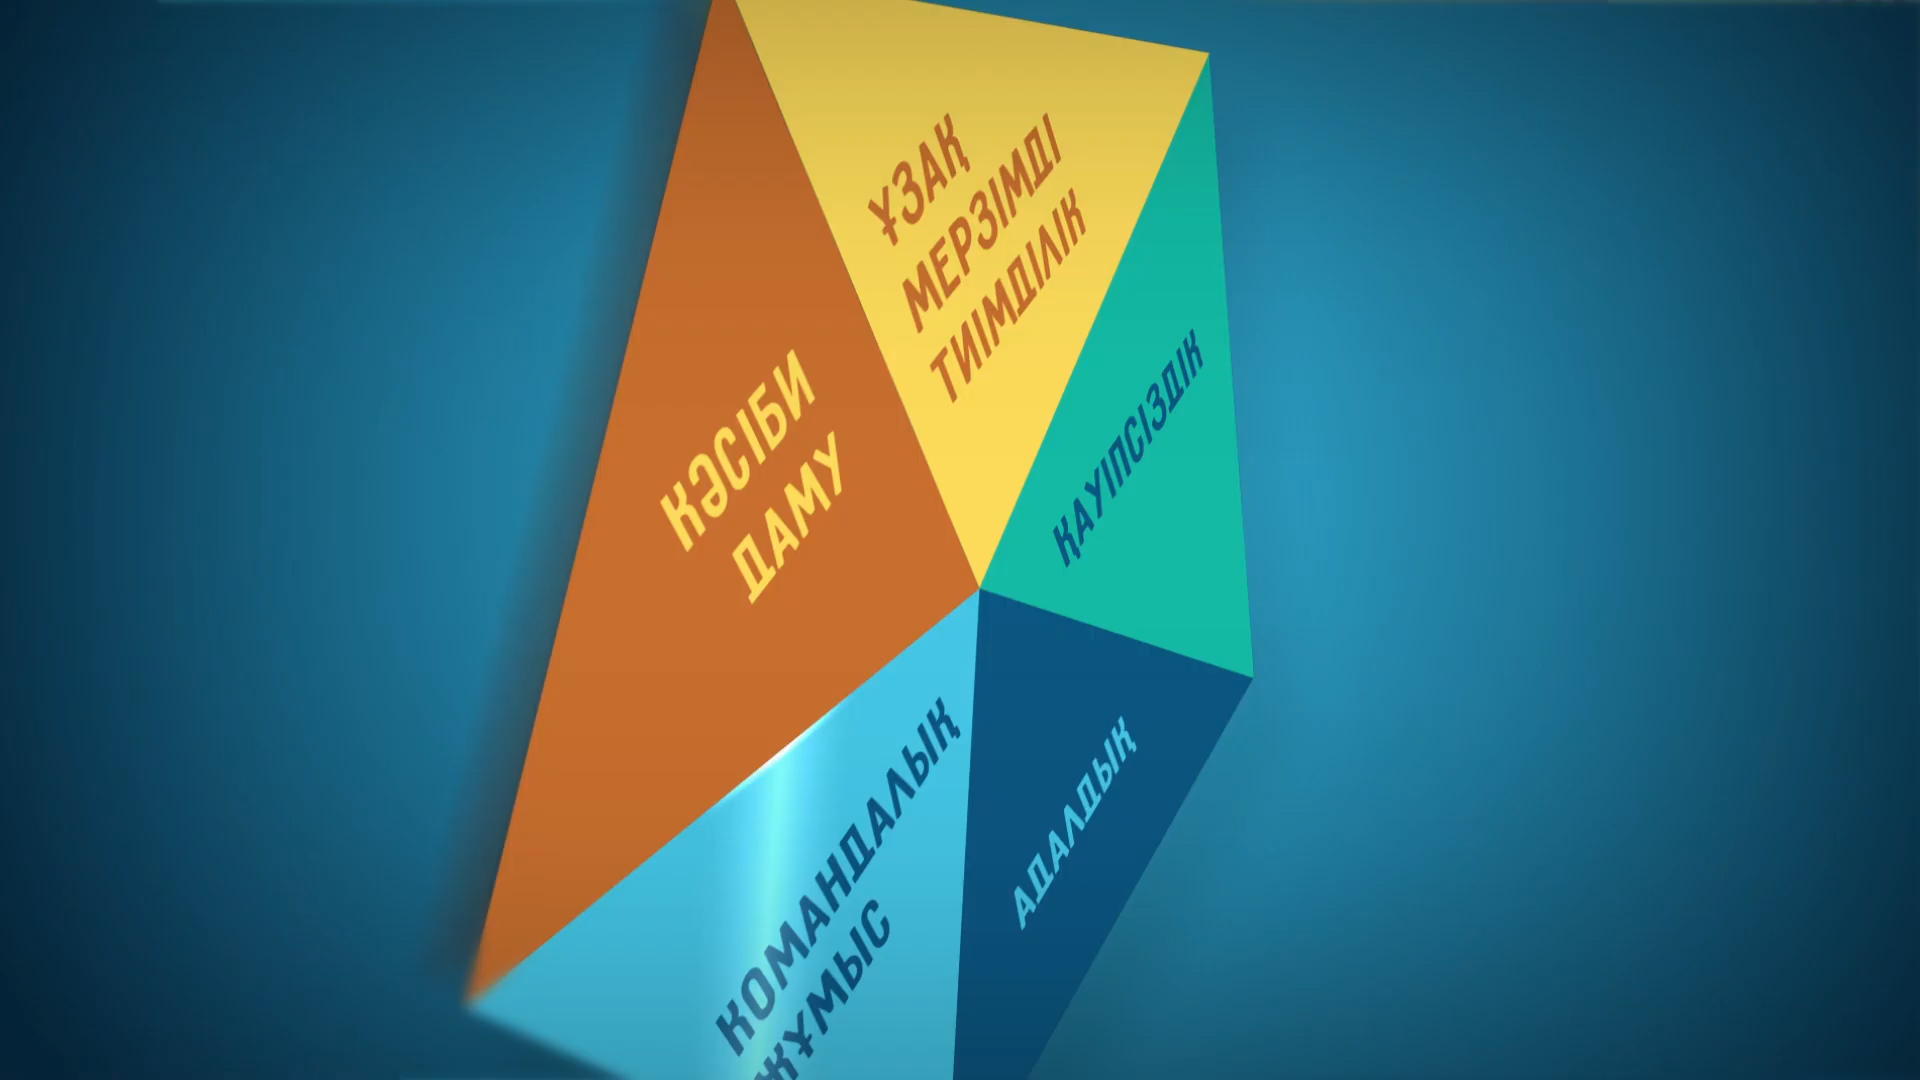 ҰЗАҚ
МЕРЗІМДІ
ТИІМДІЛІК
КӘСІБИ
ДАМУ
ҚАУІПСІЗДІК
КОМАНДАЛЫҚ
ЖҰМЫС
АДАЛДЫҚ